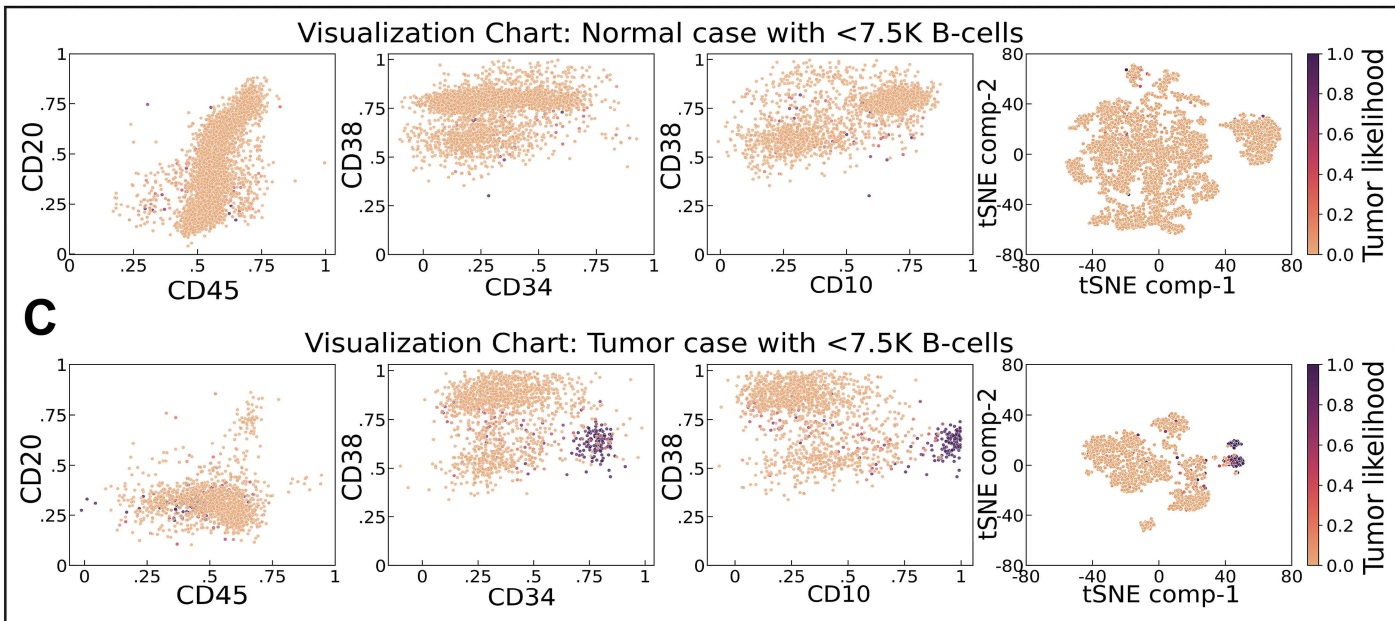 Visualization Chart: Normal case with <7.5K B-cells
1
.75
.5
.25
0
CD20
0 .25 .5 .75 1
CD45
1
.75
.5
.25
0
CD38
0 .25 .5 .75 1
CD34
1
.75
.5
.25
0
CD38
0 .25 .5 .75 1
CD10
80
40
0
-40
-80
tSNE comp-2
-80 -40 0 40 80
tSNE comp-1
1.0
0.8
0.6
0.4
0.2
0.0
Tumor likelihood
C
Visualization Chart: Tumor case with <7.5K B-cells
1
.75
.5
.25
0
CD20
0 .25 .5 .75 1
CD45
1
.75
.5
.25
0
CD38
0 .25 .5 .75 1
CD34
1
.75
.5
.25
0
CD38
0 .25 .5 .75 1
CD10
80
40
0
-40
-80
tSNE comp-2
-80 -40 0 40 80
tSNE comp-1
1.0
0.8
0.6
0.4
0.2
0.0
Tumor likelihood